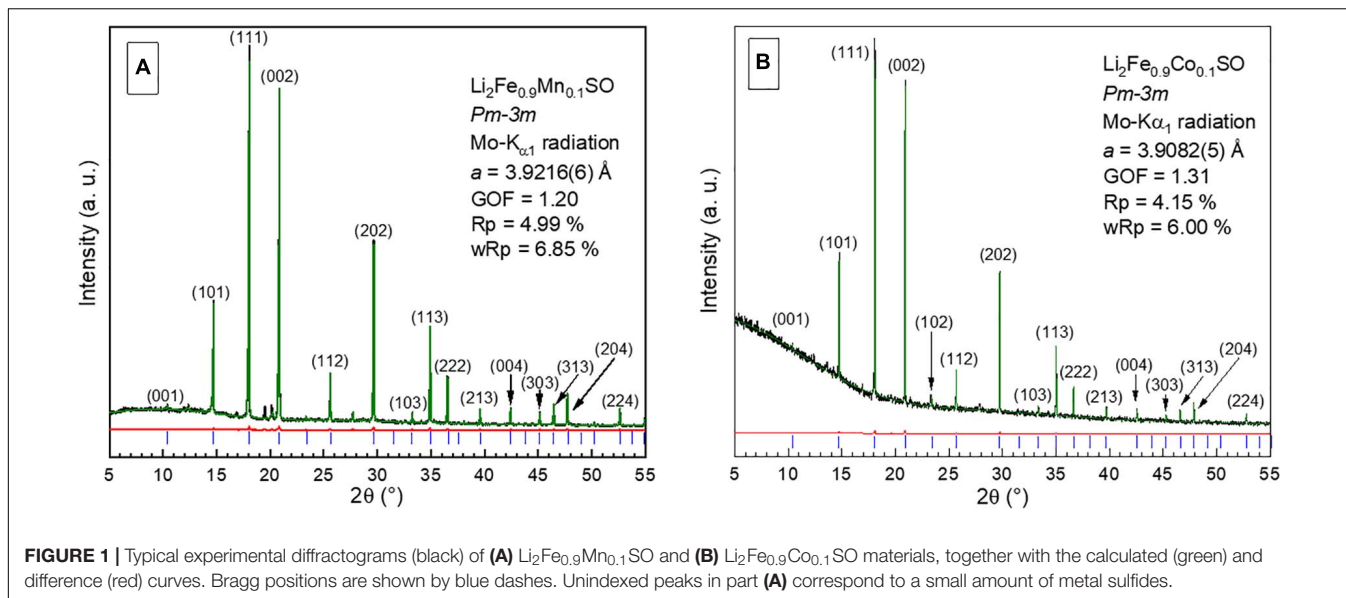 A
(111)
(002)
Li₂Fe₀.₉Mn₀.₁SO
Pm-3m
Mo-Kα1 radiation
a = 3.9216(6) Å
GOF = 1.20
Rp = 4.99 %
wRp = 6.85 %
(202)
(101)
(113)
(112)
(222)
(004)
(313)
(204)
(303)
(001)
(103)
(213)
(224)
Intensity (a. u.)
5 10 15 20 25 30 35 40 45 50 55
2θ (°)
B
(111)
(002)
Li₂Fe₀.₉Co₀.₁SO
Pm-3m
Mo-Kα₁ radiation
a = 3.9082(5) Å
GOF = 1.31
Rp = 4.15 %
wRp = 6.00 %
(101)
(202)
(001)
(102)
(113)
(112)
(222)
(004)
(313)
(204)
(303)
(103)
(213)
(224)
Intensity (a. u.)
5 10 15 20 25 30 35 40 45 50 55
2θ (°)
FIGURE 1 | Typical experimental diffractograms (black) of (A) Li₂Fe₀.₉Mn₀.₁SO and (B) Li₂Fe₀.₉Co₀.₁SO materials, together with the calculated (green) and
difference (red) curves. Bragg positions are shown by blue dashes. Unindexed peaks in part (A) correspond to a small amount of metal sulfides.